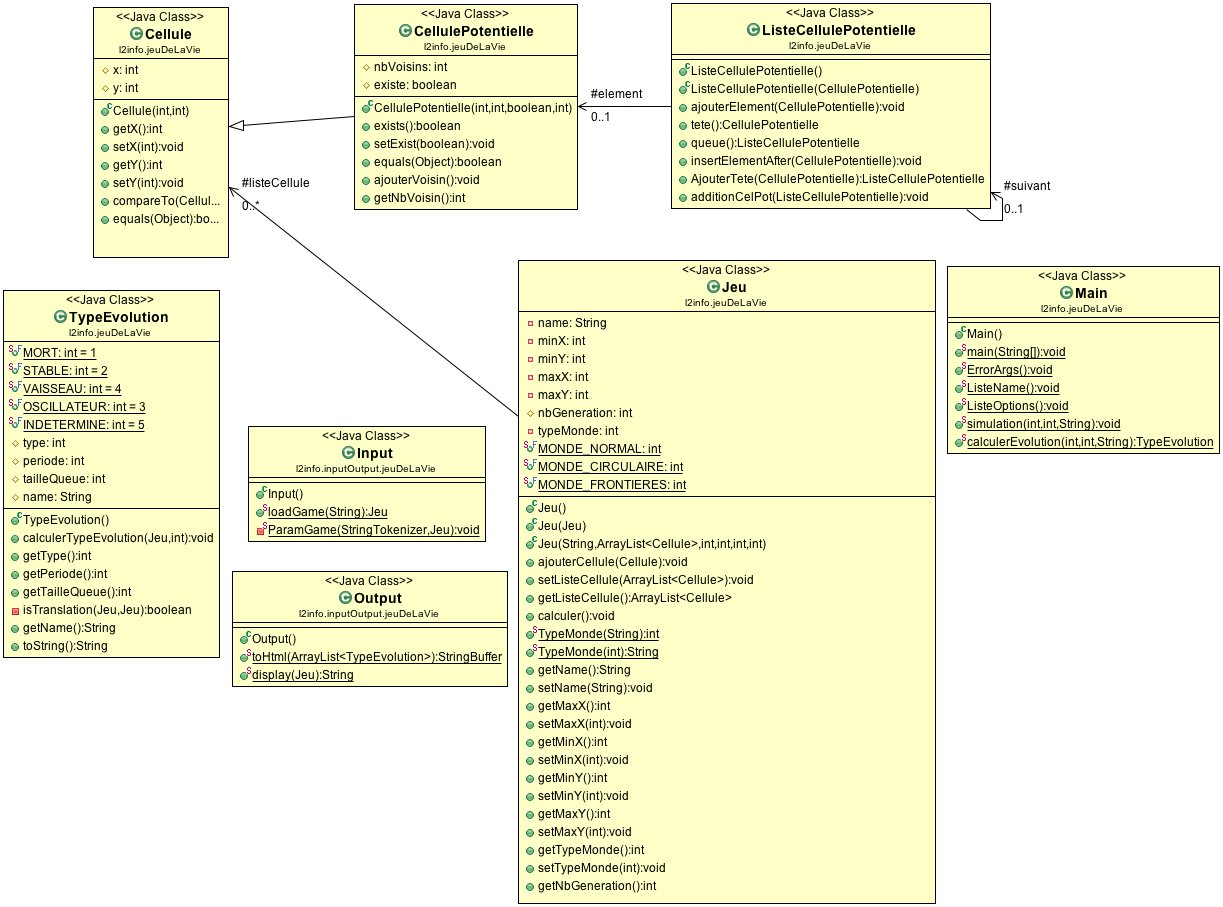 <<Java Class>>
Cellule
l2info.jeuDeLaVie
x: int
y: int
Cellule(int,int)
getX():int
setX(int):void
getY():int
setY(int):void
compareTo(Cellul...
equals(Object):bo...
<<Java Class>>
CellulePotentielle
l2info.jeuDeLaVie
nbVoisins: int
existe: boolean
CellulePotentielle(int,int,boolean,int)
exists():boolean
setExist(boolean):void
equals(Object):boolean
ajouterVoisin():void
getNbVoisin():int
#element
0..1
<<Java Class>>
ListeCellulePotentielle
l2info.jeuDeLaVie
ListeCellulePotentielle()
ListeCellulePotentielle(CellulePotentielle)
ajouterElement(CellulePotentielle):void
tete():CellulePotentielle
queue():ListeCellulePotentielle
insertElementAfter(CellulePotentielle):void
AjouterTete(CellulePotentielle):ListeCellulePotentielle
additionCelPot(ListeCellulePotentielle):void
#suivant
0..1
#listeCellule
0..*
<<Java Class>>
TypeEvolution
l2info.jeuDeLaVie
MORT: int = 1
STABLE: int = 2
VAISSEAU: int = 4
OSCILLATEUR: int = 3
INDETERMINE: int = 5
type: int
periode: int
tailleQueue: int
name: String
TypeEvolution()
calculerTypeEvolution(Jeu,int):void
getType():int
getPeriode():int
getTailleQueue():int
isTranslation(Jeu,Jeu):boolean
getName():String
toString():String
<<Java Class>>
Input
l2info.inputOutput.jeuDeLaVie
Input()
loadGame(String):Jeu
ParamGame(StringTokenizer,Jeu):void
<<Java Class>>
Output
l2info.inputOutput.jeuDeLaVie
Output()
toHtml(ArrayList<TypeEvolution>):StringBuffer
display(Jeu):String
<<Java Class>>
Jeu
l2info.jeuDeLaVie
name: String
minX: int
minY: int
maxX: int
maxY: int
nbGeneration: int
typeMonde: int
MONDE_NORMAL: int
MONDE_CIRCULAIRE: int
MONDE_FRONTIERES: int
Jeu()
Jeu(Jeu)
Jeu(String,ArrayList<Cellule>,int,int,int,int)
ajouterCellule(Cellule):void
setListeCellule(ArrayList<Cellule>):void
getListeCellule():ArrayList<Cellule>
calculer():void
TypeMonde(String):int
TypeMonde(int):String
getName():String
setName(String):void
getMaxX():int
setMaxX(int):void
getMinX():int
setMinX(int):void
getMinY():int
setMinY(int):void
getMaxY():int
setMaxY(int):void
getTypeMonde():int
setTypeMonde(int):void
getNbGeneration():int
<<Java Class>>
Main
l2info.jeuDeLaVie
Main()
main(String[]):void
ErrorArgs():void
ListeName():void
ListeOptions():void
simulation(int,int,String):void
calculerEvolution(int,int,String):TypeEvolution